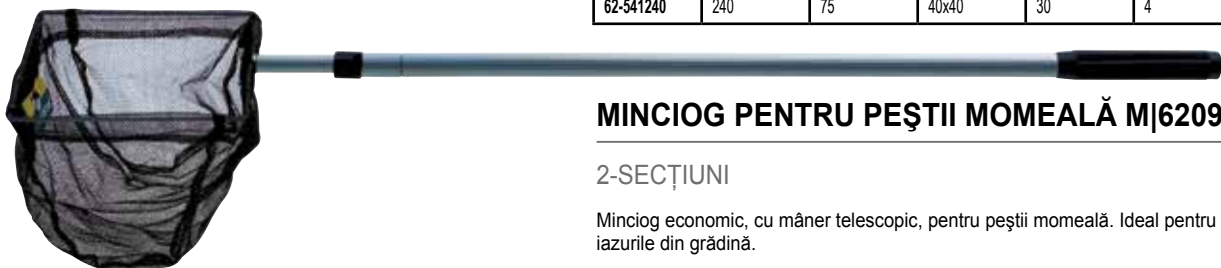 62-541240 240 75 40x40 30 4
MINCIOG PENTRU PEŞTII MOMEALĂ M|6209
2-SECȚIUNI
Minciog economic, cu mâner telescopic, pentru peştii momeală. Ideal pentru
iazurile din grădină.